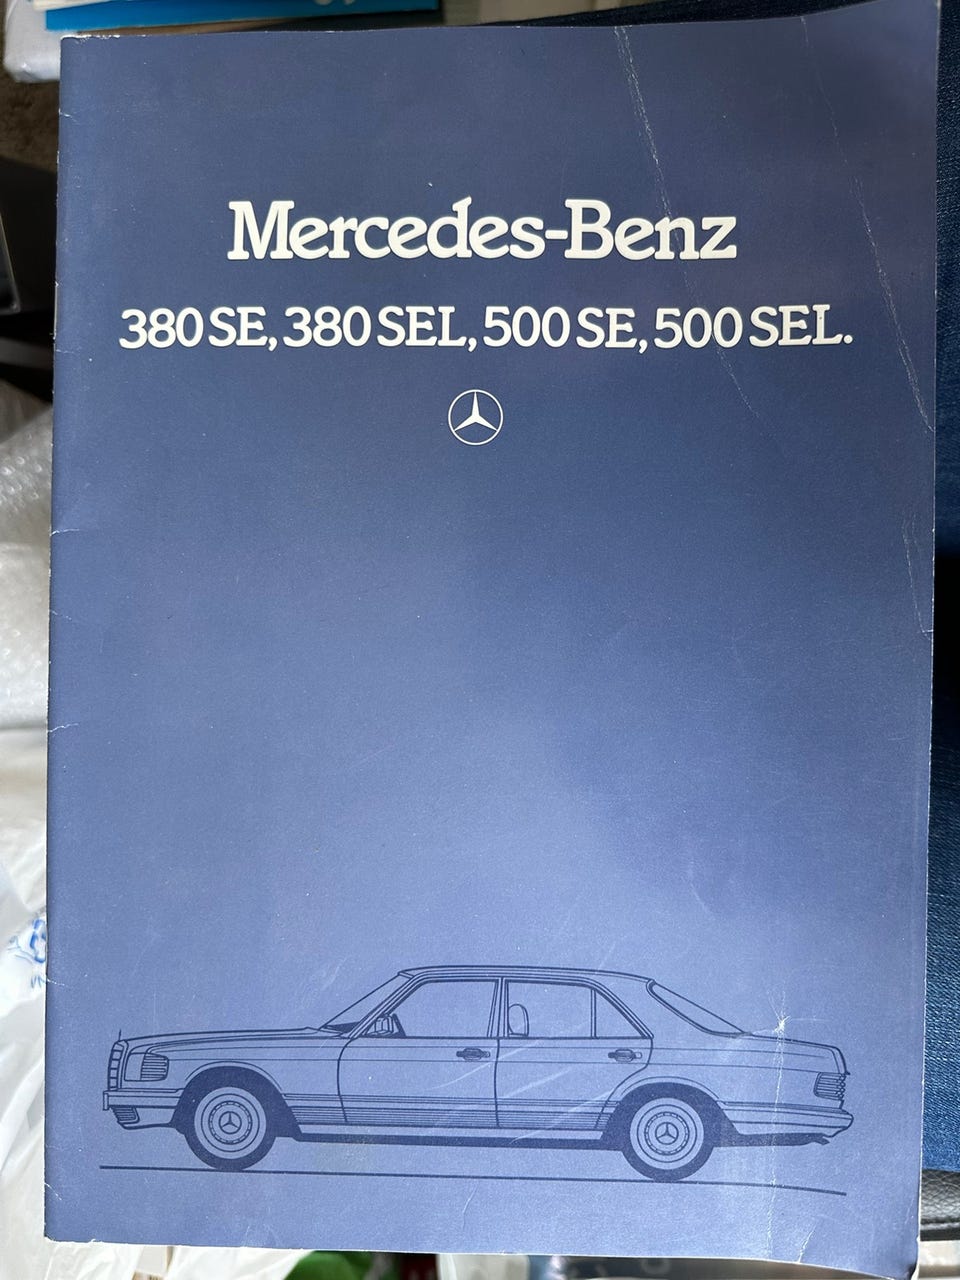 Mercedes-Benz
380 SE, 380 SEL, 500 SE, 500 SEL.